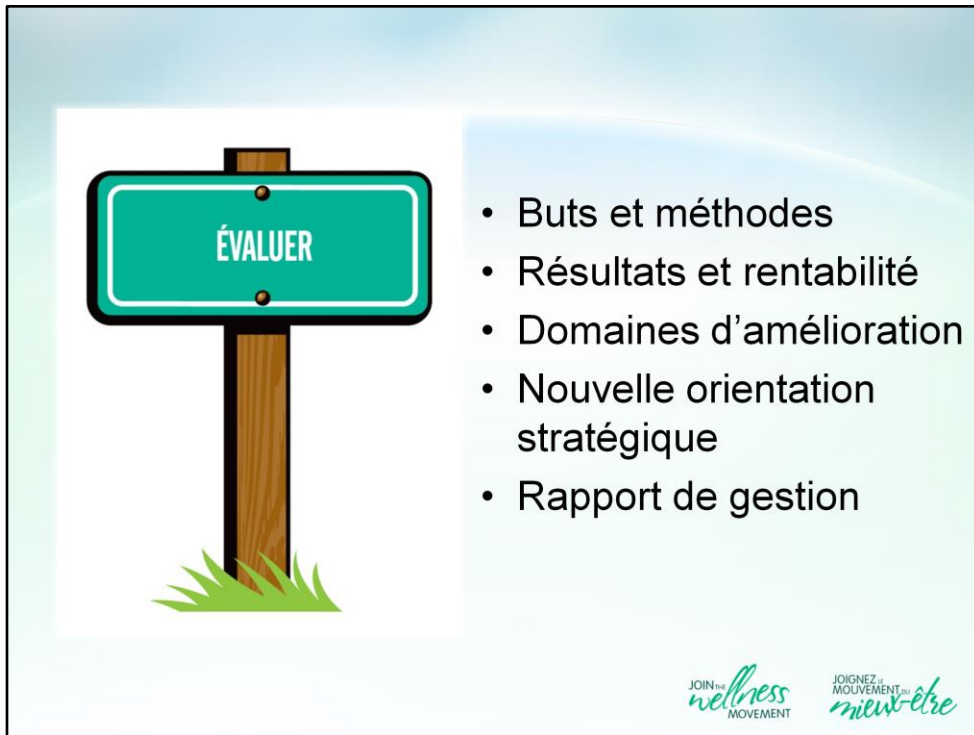 ÉVALUER
• Buts et méthodes
• Résultats et rentabilité
• Domaines d’amélioration
• Nouvelle orientation
stratégique
• Rapport de gestion
JOIN THE
wellness
MOVEMENT
JOIGNEZ LE
MOUVEMENT DU
mieux-être